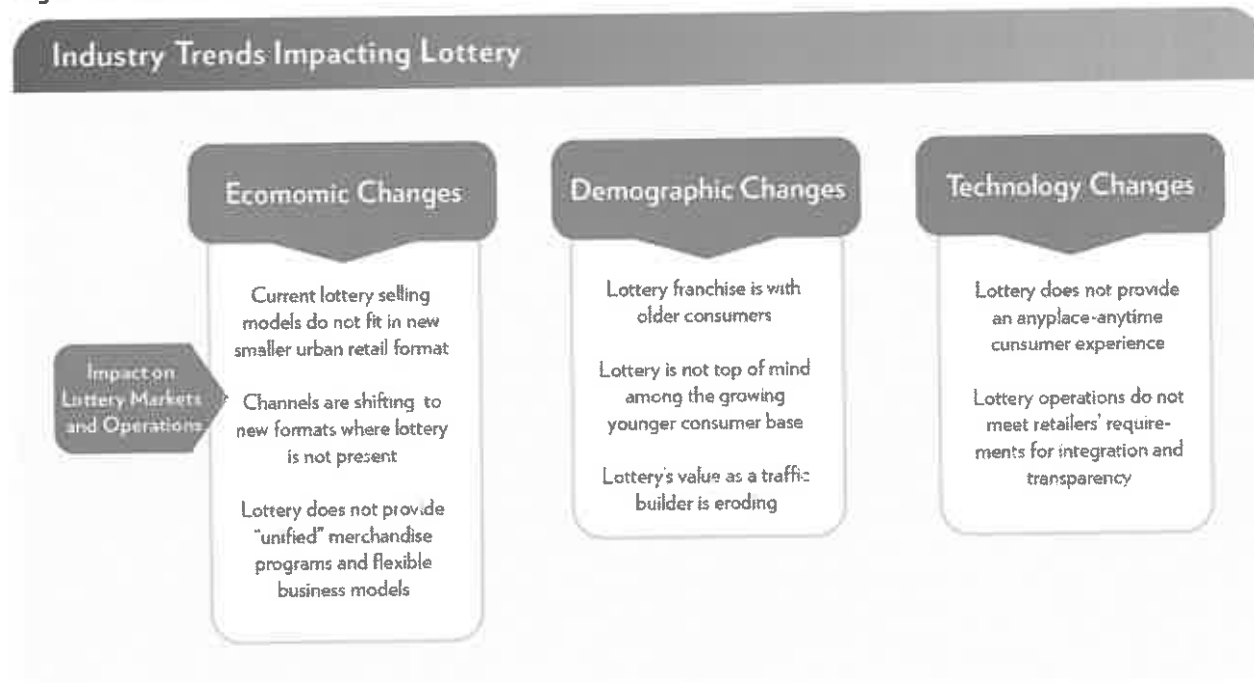 Industry Trends Impacting Lottery
Ecomomic Changes
Demographic Changes
Technology Changes
Impact on
Lottery Markets
and Operations
Current lottery selling
models do not fit in new
smaller urban retail format
Channels are shifting to
new formats where lottery
is not present
Lottery does not provide
"unified" merchandise
programs and flexible
business models
Lottery franchise is with
older consumers
Lottery is not top of mind
among the growing
younger consumer base
Lottery's value as a traffic
builder is eroding
Lottery does not provide
an anyplace-anytime
cunsumer experience
Lottery operations do not
meet retailers' require-
ments for integration and
transparency